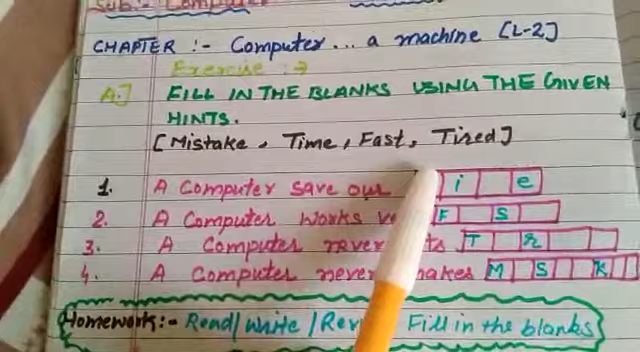 Sub:- Computer
CHAPTER :- Computer... a machine [L-2]
Exercise :→
A.] FILL IN THE BLANKS USING THE GIVEN
HINTS.
[Mistake, Time, Fast, Tired]
1. A Computer save our i e
2. A Computer works F S
3. A Computer never T R
4. A Computer never makes M S K
Homework:- Read/Write/ Fill in the blanks